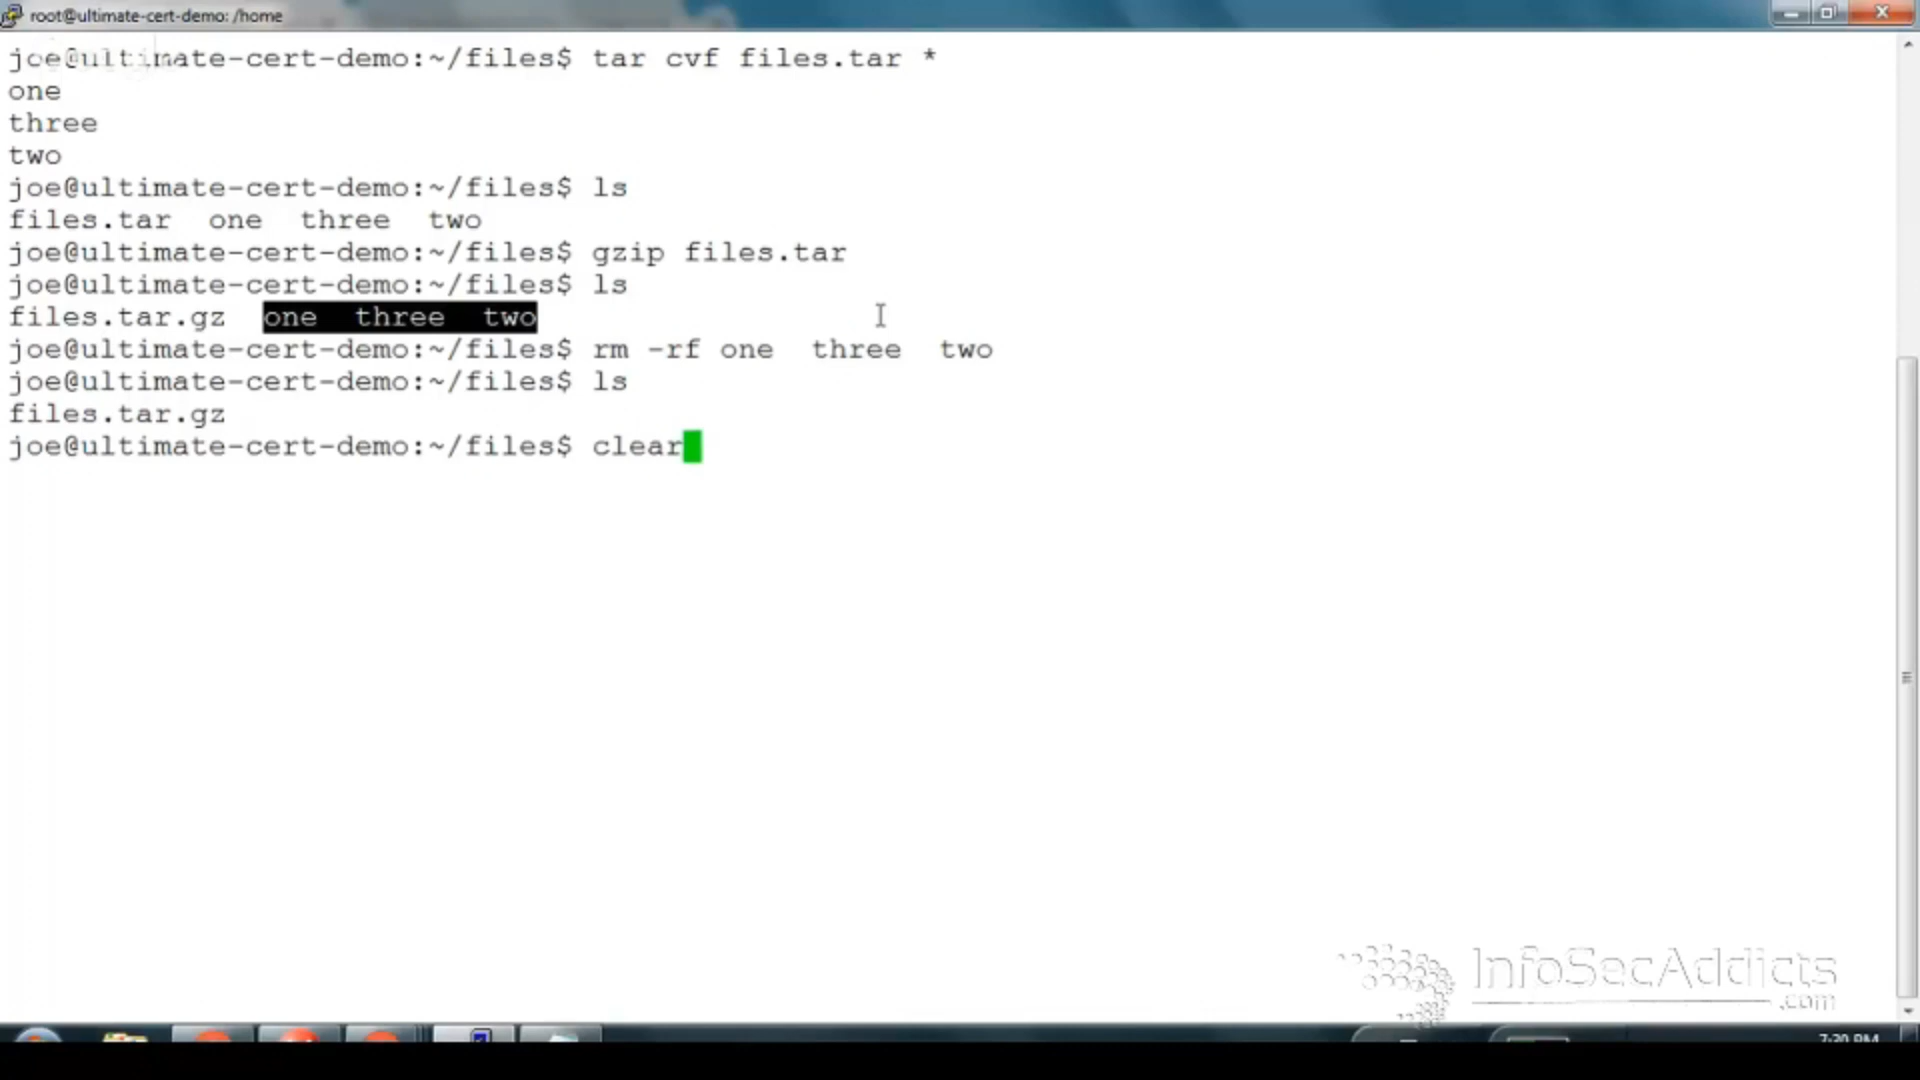 root@ultimate-cert-demo: /home
joe@ultimate-cert-demo:~/files$ tar cvf files.tar *
one
three
two
joe@ultimate-cert-demo:~/files$ ls
files.tar  one  three  two
joe@ultimate-cert-demo:~/files$ gzip files.tar
joe@ultimate-cert-demo:~/files$ ls
files.tar.gz  one  three  two
joe@ultimate-cert-demo:~/files$ rm -rf one  three  two
joe@ultimate-cert-demo:~/files$ ls
files.tar.gz
joe@ultimate-cert-demo:~/files$ clear
InfoSecAddicts
.com
7:30 PM